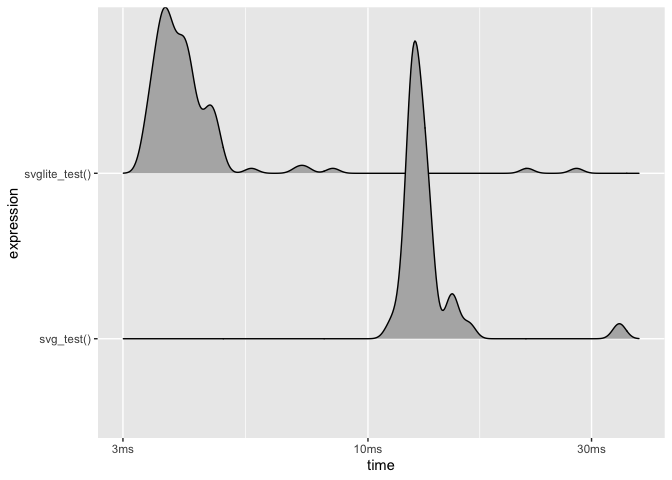 expression
svglite_test()
svg_test()
3ms
10ms
30ms
time